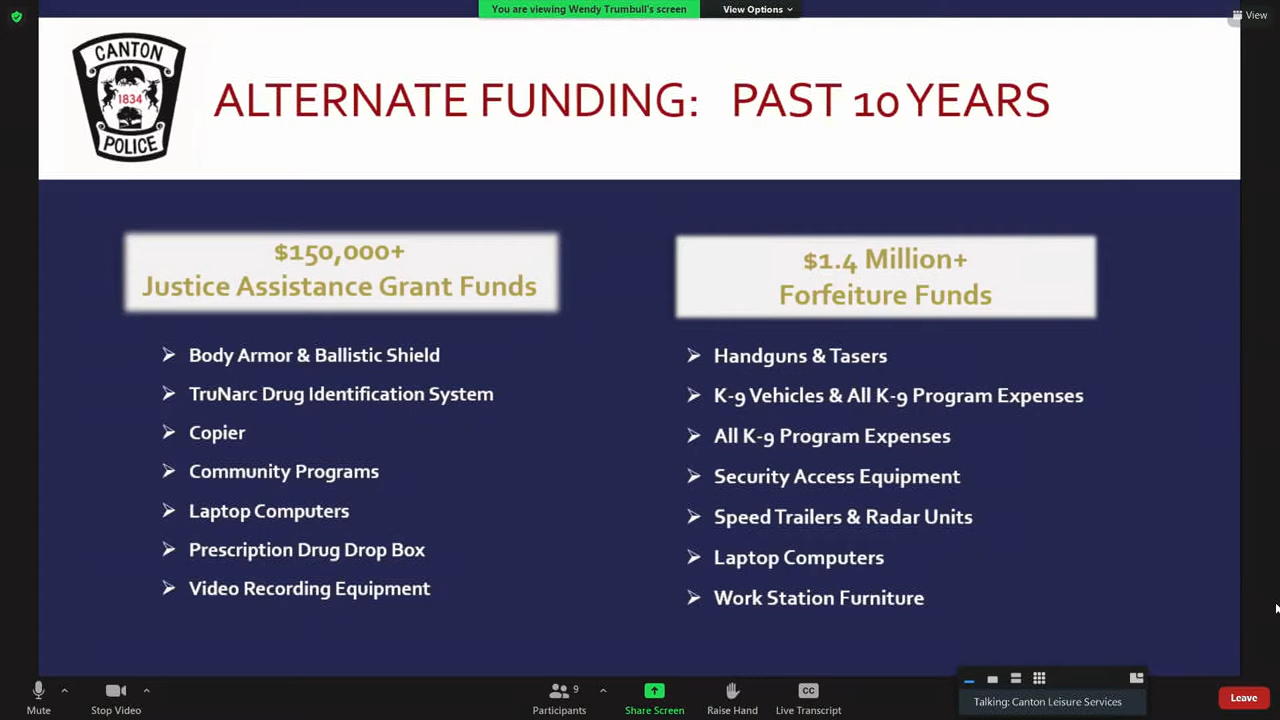 You are viewing Wendy Trumbull's screen
View Options
View
CANTON
1834
POLICE
ALTERNATE FUNDING: PAST 10 YEARS
$150,000+
Justice Assistance Grant Funds
Body Armor & Ballistic Shield
TruNarc Drug Identification System
Copier
Community Programs
Laptop Computers
Prescription Drug Drop Box
Video Recording Equipment
$1.4 Million+
Forfeiture Funds
Handguns & Tasers
K-9 Vehicles & All K-9 Program Expenses
All K-9 Program Expenses
Security Access Equipment
Speed Trailers & Radar Units
Laptop Computers
Work Station Furniture
Mute
Stop Video
9
Participants
Share Screen
Raise Hand
CC
Live Transcript
Talking: Canton Leisure Services
Leave